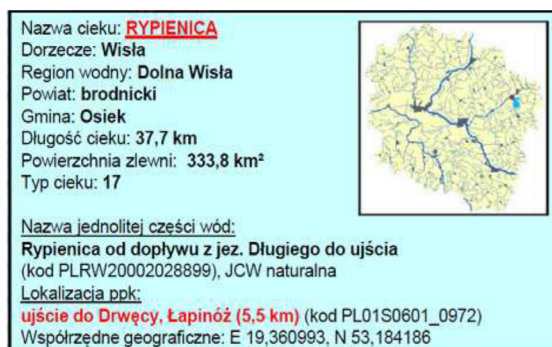 Nazwa cieku: RYPIENICA
Dorzecze: Wisła
Region wodny: Dolna Wisła
Powiat: brodnicki
Gmina: Osiek
Długość cieku: 37,7 km
Powierzchnia zlewni: 333,8 km²
Typ cieku: 17
Nazwa jednolitej części wód:
Rypienica od dopływu z jez. Długiego do ujścia
(kod PLRW20002028899), JCW naturalna
Lokalizacja ppk:
ujście do Drwęcy, Łapinóż (5,5 km) (kod PL01S0601_0972)
Współrzędne geograficzne: E 19,360993, N 53,184186